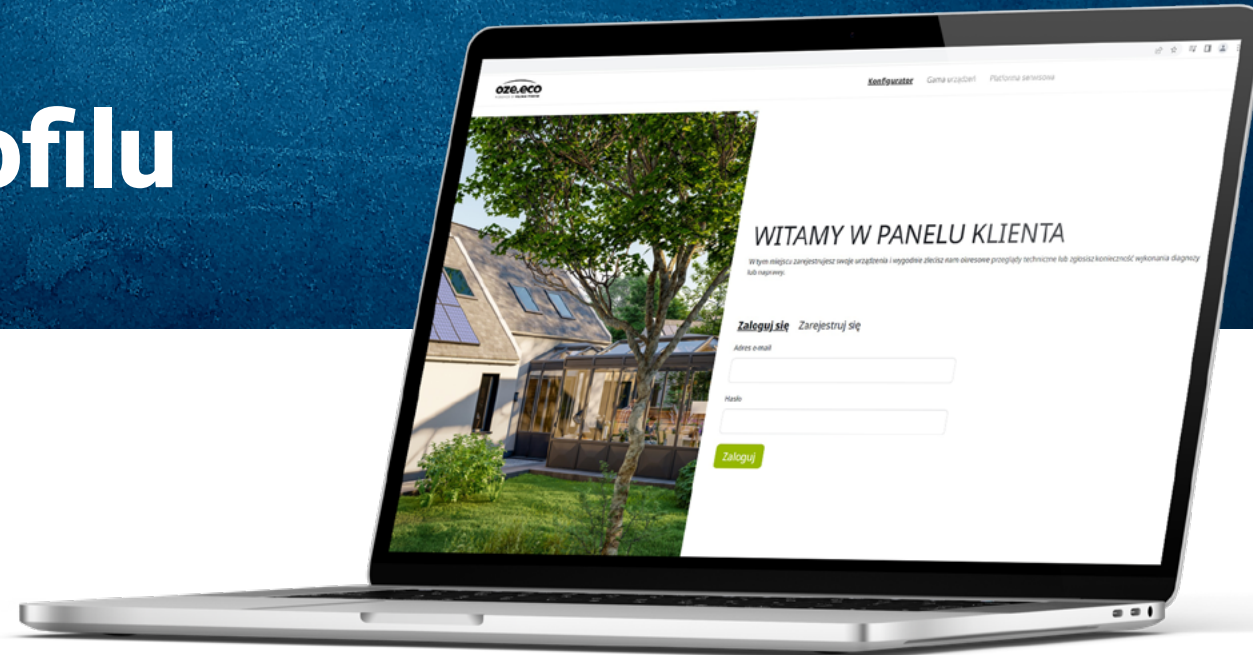 ofilu
oze.eco
Konfigurator Gama urządzeń Platforma serwisowa
WITAMY W PANELU KLIENTA
W tym miejscu zarejestrujesz swoje urządzenia i wygodnie zlecisz nam okresowe przeglądy techniczne lub zgłosisz konieczność wykonania diagnozy
lub naprawy.
Zaloguj się Zarejestruj się
Adres e-mail
Hasło
Zaloguj